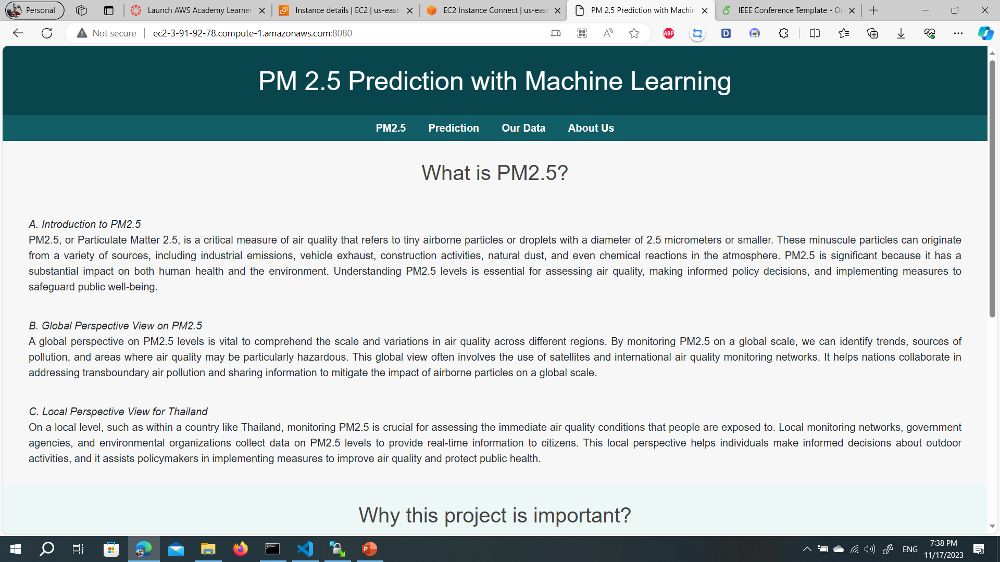 Personal
Launch AWS Academy Learner
Instance details | EC2 | us-east-
EC2 Instance Connect | us-east
PM 2.5 Prediction with Machin
IEEE Conference Template - On
Not secure
ec2-3-91-92-78.compute-1.amazonaws.com:8080
ABP
D
PM 2.5 Prediction with Machine Learning
PM2.5 Prediction Our Data About Us
What is PM2.5?
A. Introduction to PM2.5
PM2.5, or Particulate Matter 2.5, is a critical measure of air quality that refers to tiny airborne particles or droplets with a diameter of 2.5 micrometers or smaller. These minuscule particles can originate
from a variety of sources, including industrial emissions, vehicle exhaust, construction activities, natural dust, and even chemical reactions in the atmosphere. PM2.5 is significant because it has a
substantial impact on both human health and the environment. Understanding PM2.5 levels is essential for assessing air quality, making informed policy decisions, and implementing measures to
safeguard public well-being.
B. Global Perspective View on PM2.5
A global perspective on PM2.5 levels is vital to comprehend the scale and variations in air quality across different regions. By monitoring PM2.5 on a global scale, we can identify trends, sources of
pollution, and areas where air quality may be particularly hazardous. This global view often involves the use of satellites and international air quality monitoring networks. It helps nations collaborate in
addressing transboundary air pollution and sharing information to mitigate the impact of airborne particles on a global scale.
C. Local Perspective View for Thailand
On a local level, such as within a country like Thailand, monitoring PM2.5 is crucial for assessing the immediate air quality conditions that people are exposed to. Local monitoring networks, government
agencies, and environmental organizations collect data on PM2.5 levels to provide real-time information to citizens. This local perspective helps individuals make informed decisions about outdoor
activities, and it assists policymakers in implementing measures to improve air quality and protect public health.
Why this project is important?
ENG
7:38 PM
11/17/2023